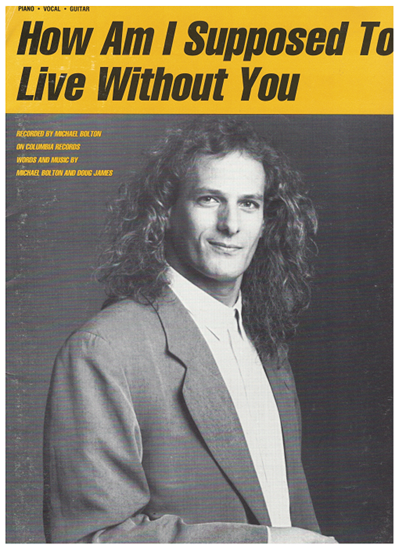 PIANO • VOCAL • GUITAR
How Am I Supposed To
Live Without You
RECORDED BY MICHAEL BOLTON
ON COLUMBIA RECORDS
WORDS AND MUSIC BY
MICHAEL BOLTON AND DOUG JAMES